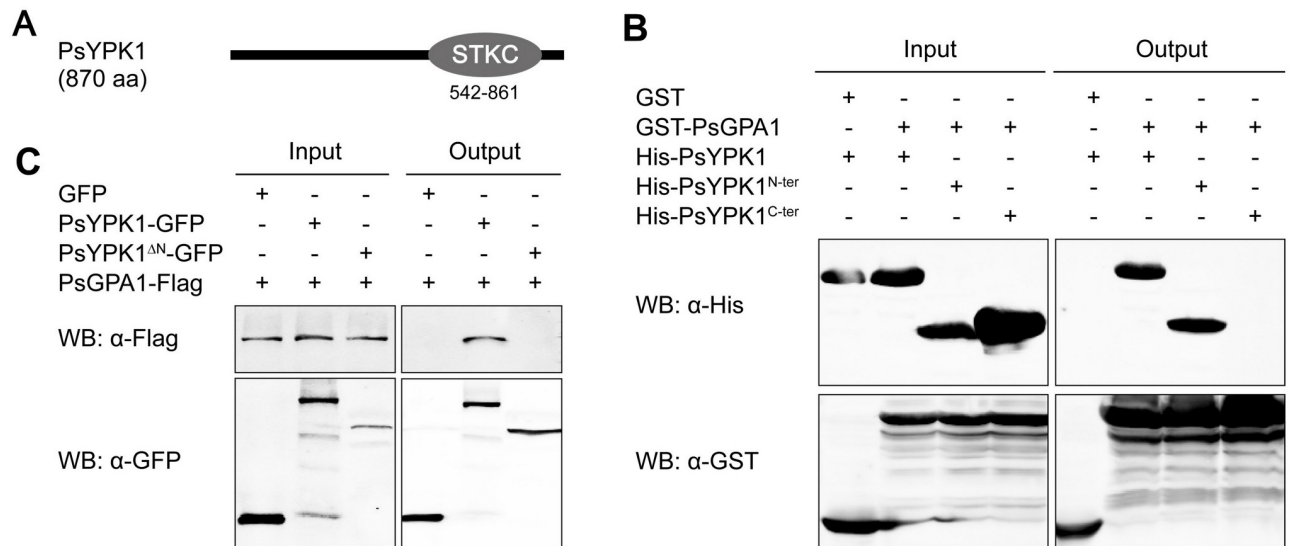 A
PsYPK1
(870 aa)
STKC
542-861
B
Input Output
GST + - - - + - - -
GST-PsGPA1 - + + + - + + +
His-PsYPK1 + + - - + + - -
His-PsYPK1N-ter - - + - - - + -
His-PsYPK1C-ter - - - + - - - +
WB: α-His
WB: α-GST
C
Input Output
GFP + - - + - -
PsYPK1-GFP - + - - + -
PsYPK1ΔN-GFP - - + - - +
PsGPA1-Flag + + + + + +
WB: α-Flag
WB: α-GFP